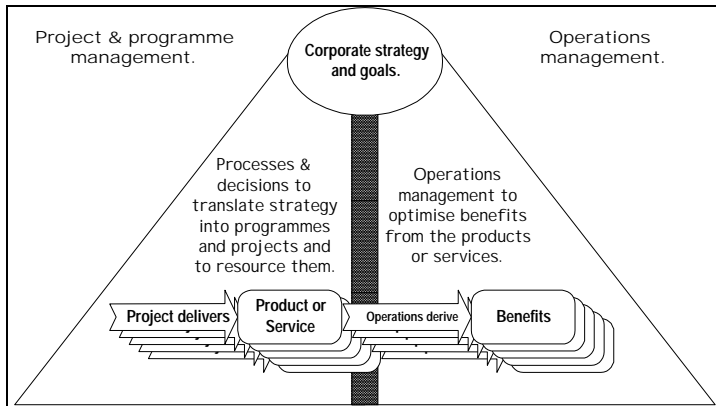 Project & programme
management.
Corporate strategy
and goals.
Operations
management.
Processes &
decisions to
translate strategy
into programmes
and projects and
to resource them.
Operations
management to
optimise benefits
from the products
or services.
Project delivers
Product or
Service
Operations derive
Benefits